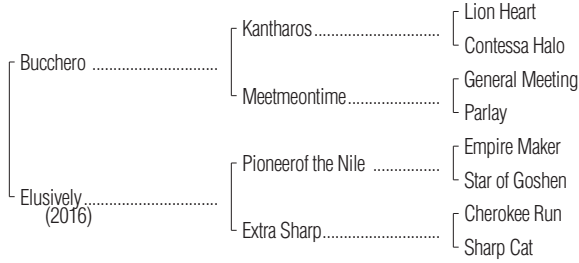 Lion Heart
Kantharos
Contessa Halo
Bucchero
General Meeting
Meetmeontime
Parlay
Empire Maker
Pioneerof the Nile
Star of Goshen
Elusively
(2016)
Cherokee Run
Extra Sharp
Sharp Cat